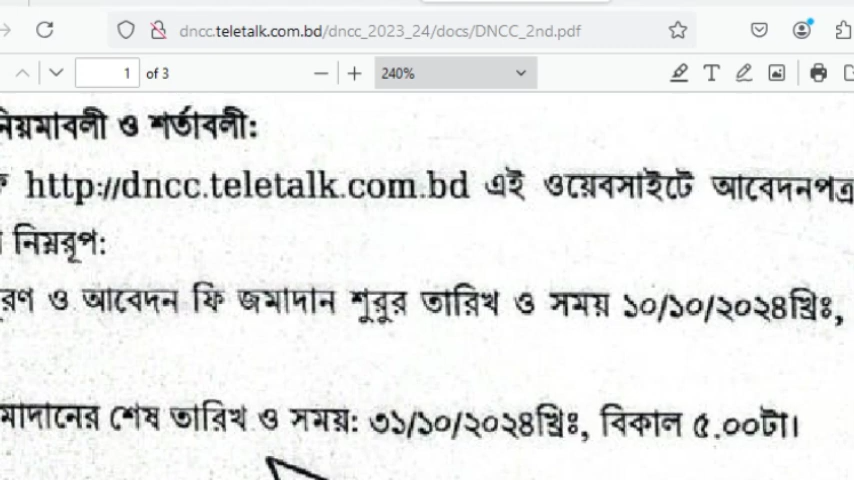 dncc.teletalk.com.bd/dncc_2023_24/docs/DNCC_2nd.pdf
1 of 3
240%
নিয়মাবলী ও শর্তাবলী:
http://dncc.teletalk.com.bd এই ওয়েবসাইটে আবেদনপত্র
নিম্নরূপ:
রণ ও আবেদন ফি জমাদান শুরুর তারিখ ও সময় ১০/১০/২০২৪খ্রিঃ,
মাদানের শেষ তারিখ ও সময়: ৩১/১০/২০২৪খ্রিঃ, বিকাল ৫.০০টা।